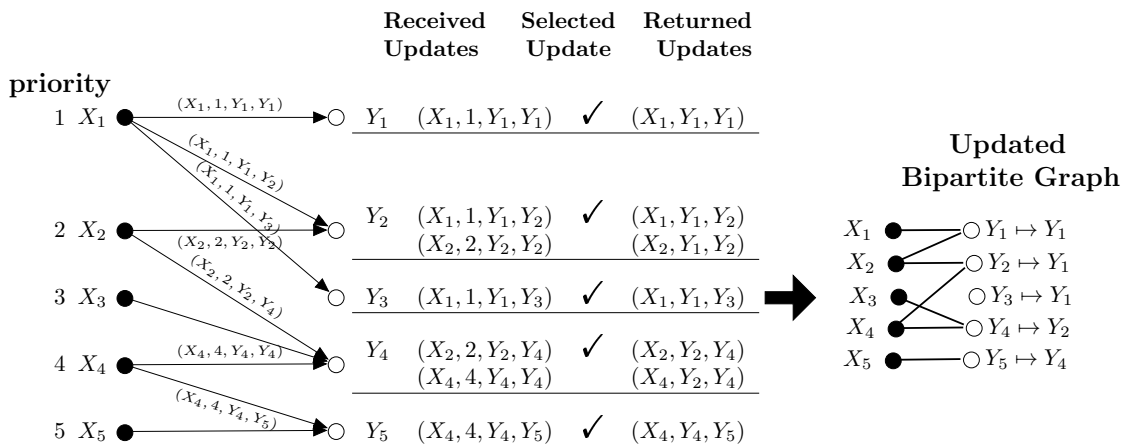 Received Selected Returned
Updates Update Updates
priority
1 X₁ (X₁, 1, Y₁, Y₁) Y₁ (X₁, 1, Y₁, Y₁) ✓ (X₁, Y₁, Y₁)
(X₁, 1, Y₁, Y₂)
(X₁, 1, Y₁, Y₃)
Updated
Bipartite Graph
2 X₂ (X₂, 2, Y₂, Y₂) Y₂ (X₁, 1, Y₁, Y₂) ✓ (X₁, Y₁, Y₂)
(X₂, 2, Y₂, Y₂) (X₂, Y₁, Y₂)
(X₂, 2, Y₂, Y₄)
3 X₃ Y₃ (X₁, 1, Y₁, Y₃) ✓ (X₁, Y₁, Y₃)
4 X₄ (X₄, 4, Y₄, Y₄) Y₄ (X₂, 2, Y₂, Y₄) ✓ (X₂, Y₂, Y₄)
(X₄, 4, Y₄, Y₄) (X₄, Y₂, Y₄)
(X₄, 4, Y₄, Y₅)
5 X₅ Y₅ (X₄, 4, Y₄, Y₅) ✓ (X₄, Y₄, Y₅)
X₁ Y₁ ↦ Y₁
X₂ Y₂ ↦ Y₁
X₃ Y₃ ↦ Y₁
X₄ Y₄ ↦ Y₂
X₅ Y₅ ↦ Y₄